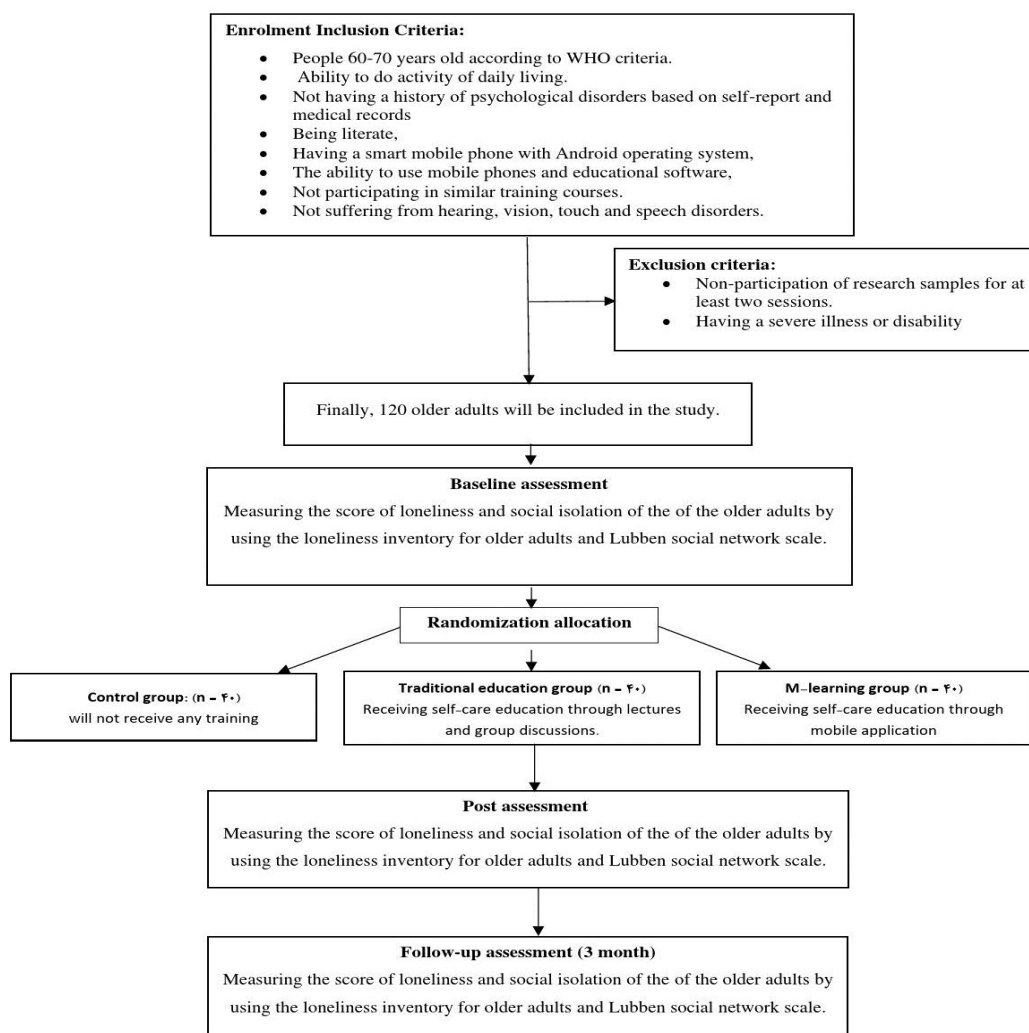 Enrolment Inclusion Criteria:
• People 60-70 years old according to WHO criteria.
• Ability to do activity of daily living.
• Not having a history of psychological disorders based on self-report and
medical records
• Being literate,
• Having a smart mobile phone with Android operating system,
• The ability to use mobile phones and educational software,
• Not participating in similar training courses.
• Not suffering from hearing, vision, touch and speech disorders.
Exclusion criteria:
• Non-participation of research samples for at
least two sessions.
• Having a severe illness or disability
Finally, 120 older adults will be included in the study.
Baseline assessment
Measuring the score of loneliness and social isolation of the of the older adults by
using the loneliness inventory for older adults and Lubben social network scale.
Randomization allocation
Control group: (n = ۴۰)
will not receive any training
Traditional education group (n = ۴۰)
Receiving self-care education through lectures
and group discussions.
M-learning group (n = ۴۰)
Receiving self-care education through
mobile application
Post assessment
Measuring the score of loneliness and social isolation of the of the older adults by
using the loneliness inventory for older adults and Lubben social network scale.
Follow-up assessment (3 month)
Measuring the score of loneliness and social isolation of the of the older adults by
using the loneliness inventory for older adults and Lubben social network scale.